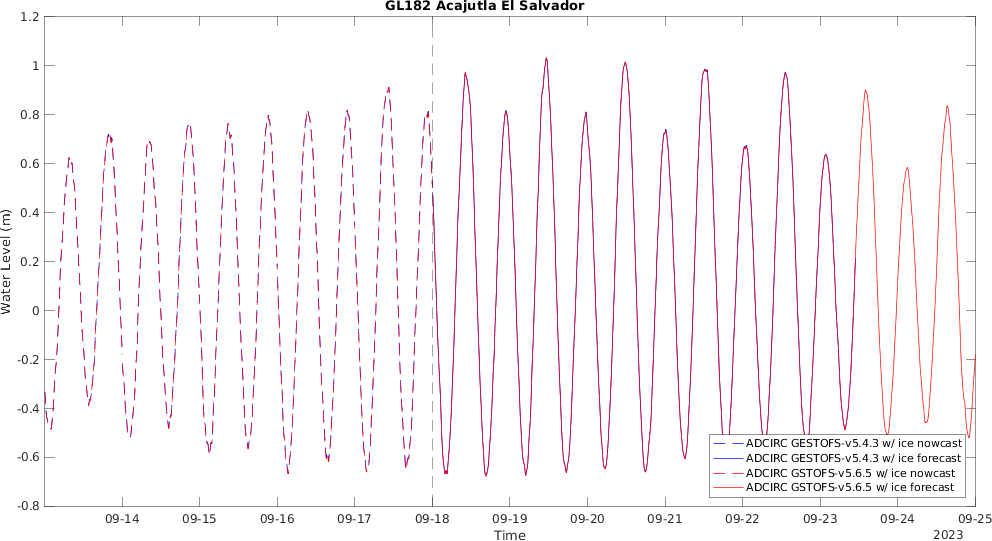 GL182 Acajutla El Salvador
1.2
1
0.8
0.6
0.4
0.2
0
-0.2
-0.4
-0.6
-0.8
Water Level (m)
ADCIRC GESTOFS-v5.4.3 w/ ice nowcast
ADCIRC GESTOFS-v5.4.3 w/ ice forecast
ADCIRC GSTOFS-v5.6.5 w/ ice nowcast
ADCIRC GSTOFS-v5.6.5 w/ ice forecast
09-14 09-15 09-16 09-17 09-18 09-19 09-20 09-21 09-22 09-23 09-24 09-25
Time
2023